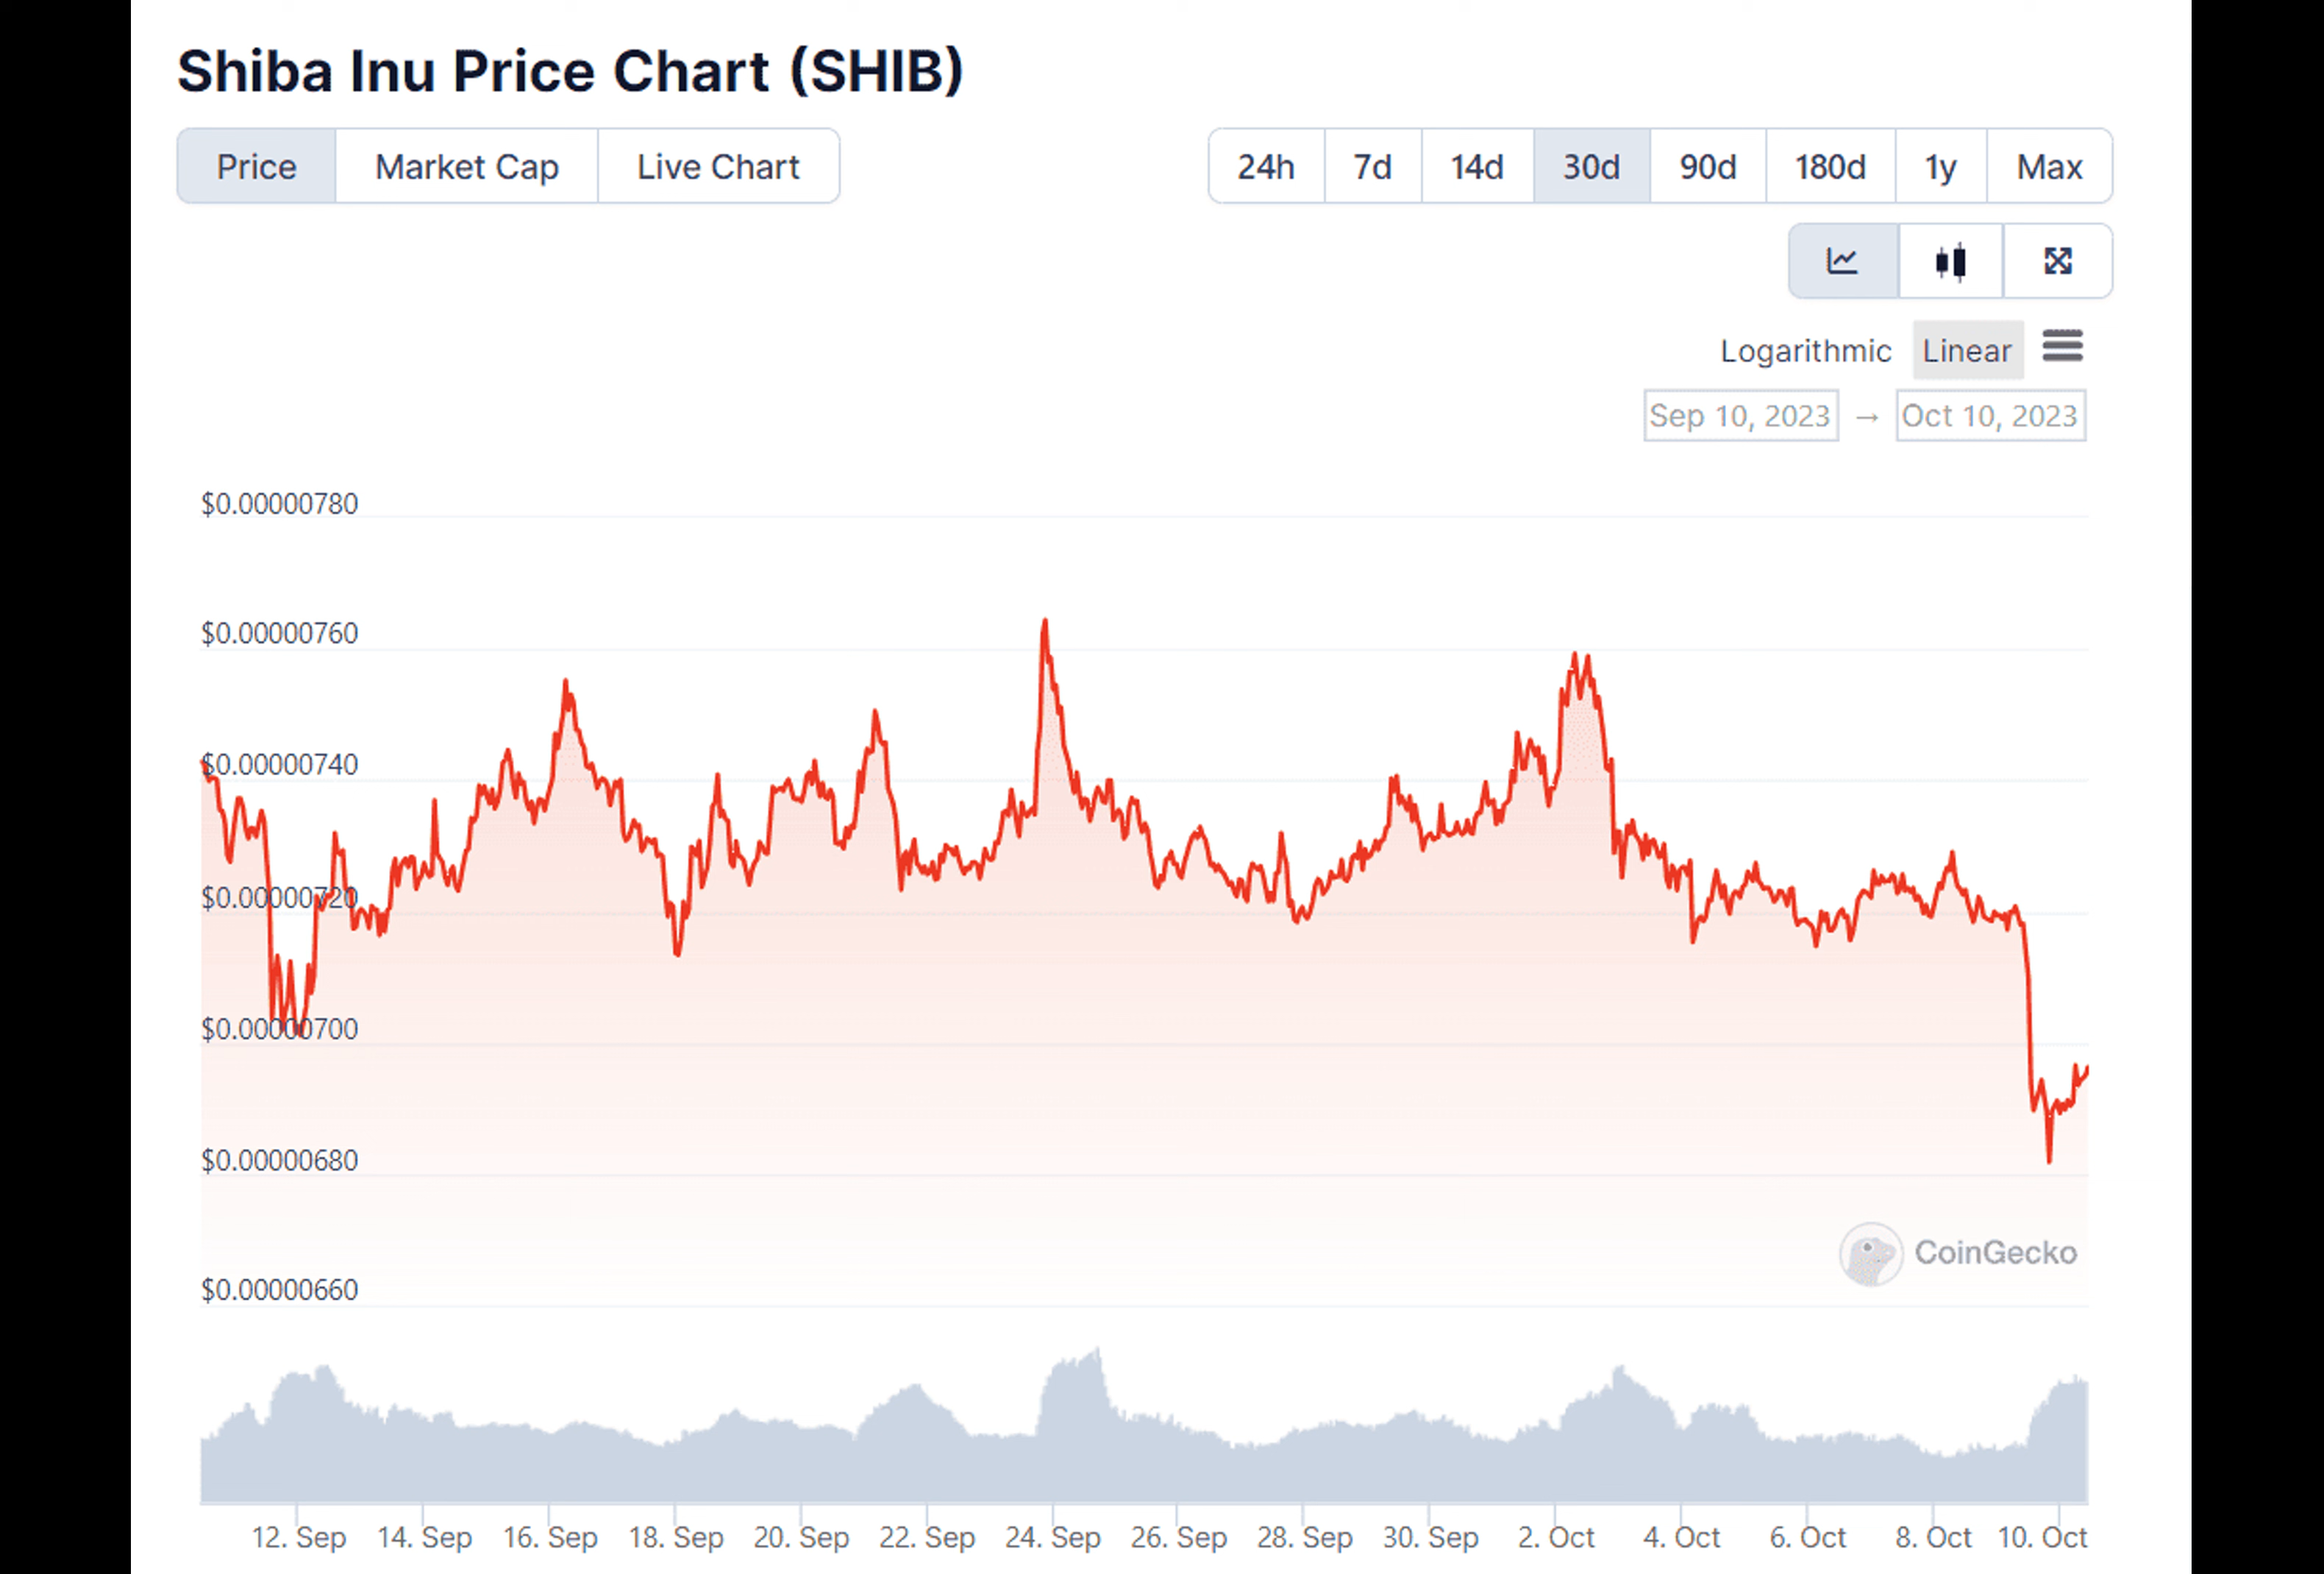 Shiba Inu Price Chart (SHIB)
Price Market Cap Live Chart 24h 7d 14d 30d 90d 180d 1y Max
Logarithmic Linear
Sep 10, 2023 → Oct 10, 2023
$0.00000780
$0.00000760
$0.00000740
$0.00000720
$0.00000700
$0.00000680
CoinGecko
$0.00000660
12. Sep 14. Sep 16. Sep 18. Sep 20. Sep 22. Sep 24. Sep 26. Sep 28. Sep 30. Sep 2. Oct 4. Oct 6. Oct 8. Oct 10. Oct